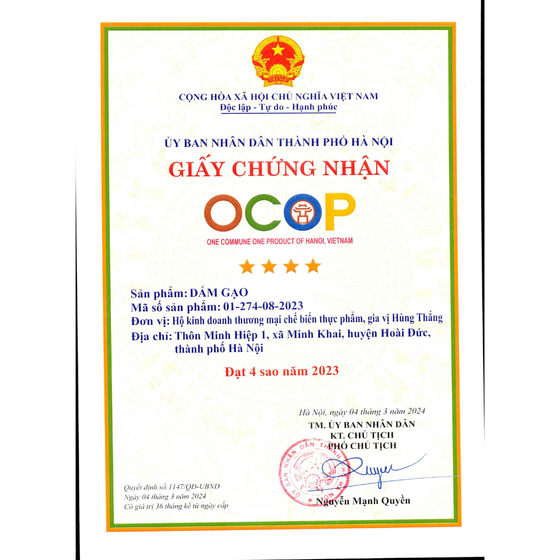 CỘNG HÒA XÃ HỘI CHỦ NGHĨA VIỆT NAM
Độc lập - Tự do - Hạnh phúc
ỦY BAN NHÂN DÂN THÀNH PHỐ HÀ NỘI
GIẤY CHỨNG NHẬN
OCOP
ONE COMMUNE ONE PRODUCT OF HANOI, VIETNAM
Sản phẩm: DẤM GẠO
Mã số sản phẩm: 01-274-08-2023
Đơn vị: Hộ kinh doanh thương mại chế biến thực phẩm, gia vị Hùng Thắng
Địa chỉ: Thôn Minh Hiệp 1, xã Minh Khai, huyện Hoài Đức,
thành phố Hà Nội
Đạt 4 sao năm 2023
Hà Nội, ngày 04 tháng 3 năm 2024
TM. ỦY BAN NHÂN DÂN
KT. CHỦ TỊCH
PHÓ CHỦ TỊCH
Nguyễn Mạnh Quyền
Quyết định số: 1147/QĐ-UBND
Ngày 04 tháng 3 năm 2024
Có giá trị 36 tháng kể từ ngày cấp